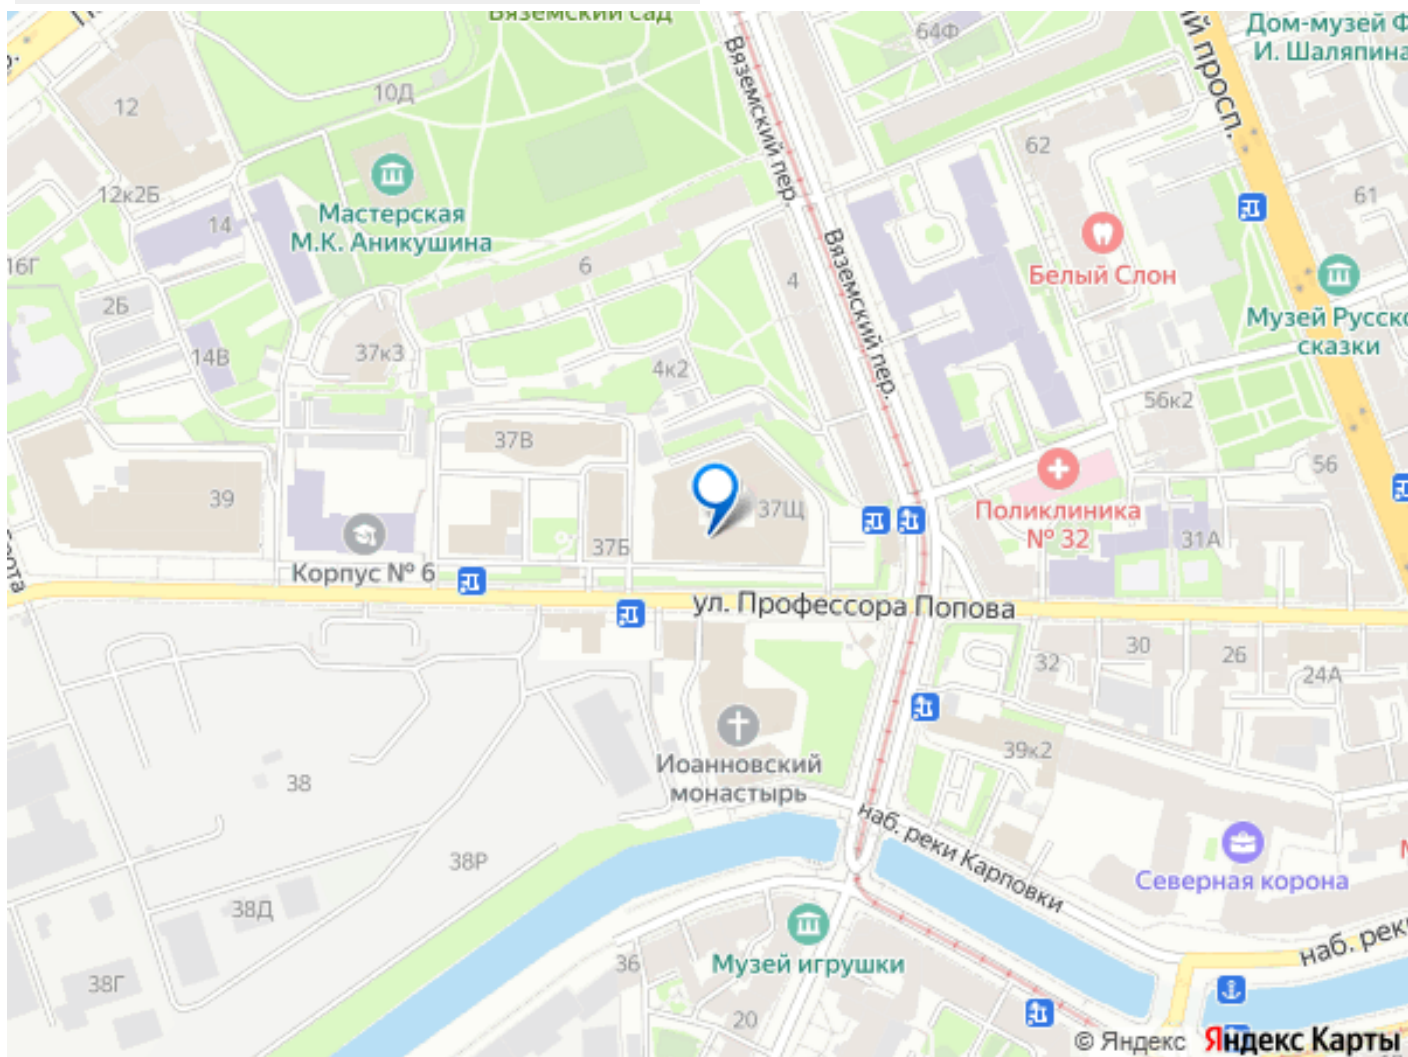 Вяземский сад
Вяземский пер.
64Ф
й просп.
Дом-музей Ф
И. Шаляпина
12
10Д
62
12к2Б
Мастерская
М.К. Аникушина
14
61
16Г
6
4
Вяземский пер.
Белый Слон
2Б
Музей Русско
сказки
14В
37к3
4к2
56к2
37В
56
39
37Щ
Поликлиника
№ 32
31А
37Б
Корпус № 6
ул. Профессора Попова
30
32
26
24А
39к2
Иоанновский
монастырь
38
наб. реки Карповки
38Р
Северная корона
38Д
наб. рек
36
Музей игрушки
38Г
20
© Яндекс Яндекс Карты